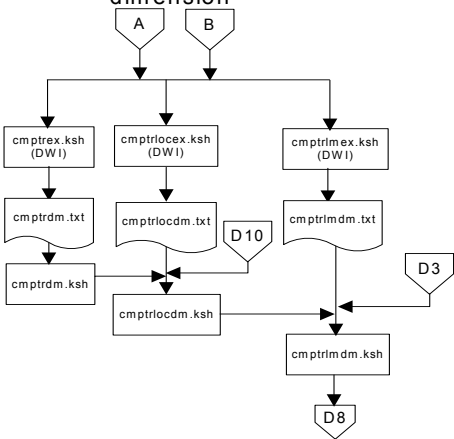 dimension
A
B
cmptrex.ksh
(DWI)
cmptrlocex.ksh
(DWI)
cmptrlmex.ksh
(DWI)
cmptrdm.txt
cmptrlocdm.txt
cmptrlmdm.txt
D10
D3
cmptrdm.ksh
cmptrlocdm.ksh
cmptrlmdm.ksh
D8